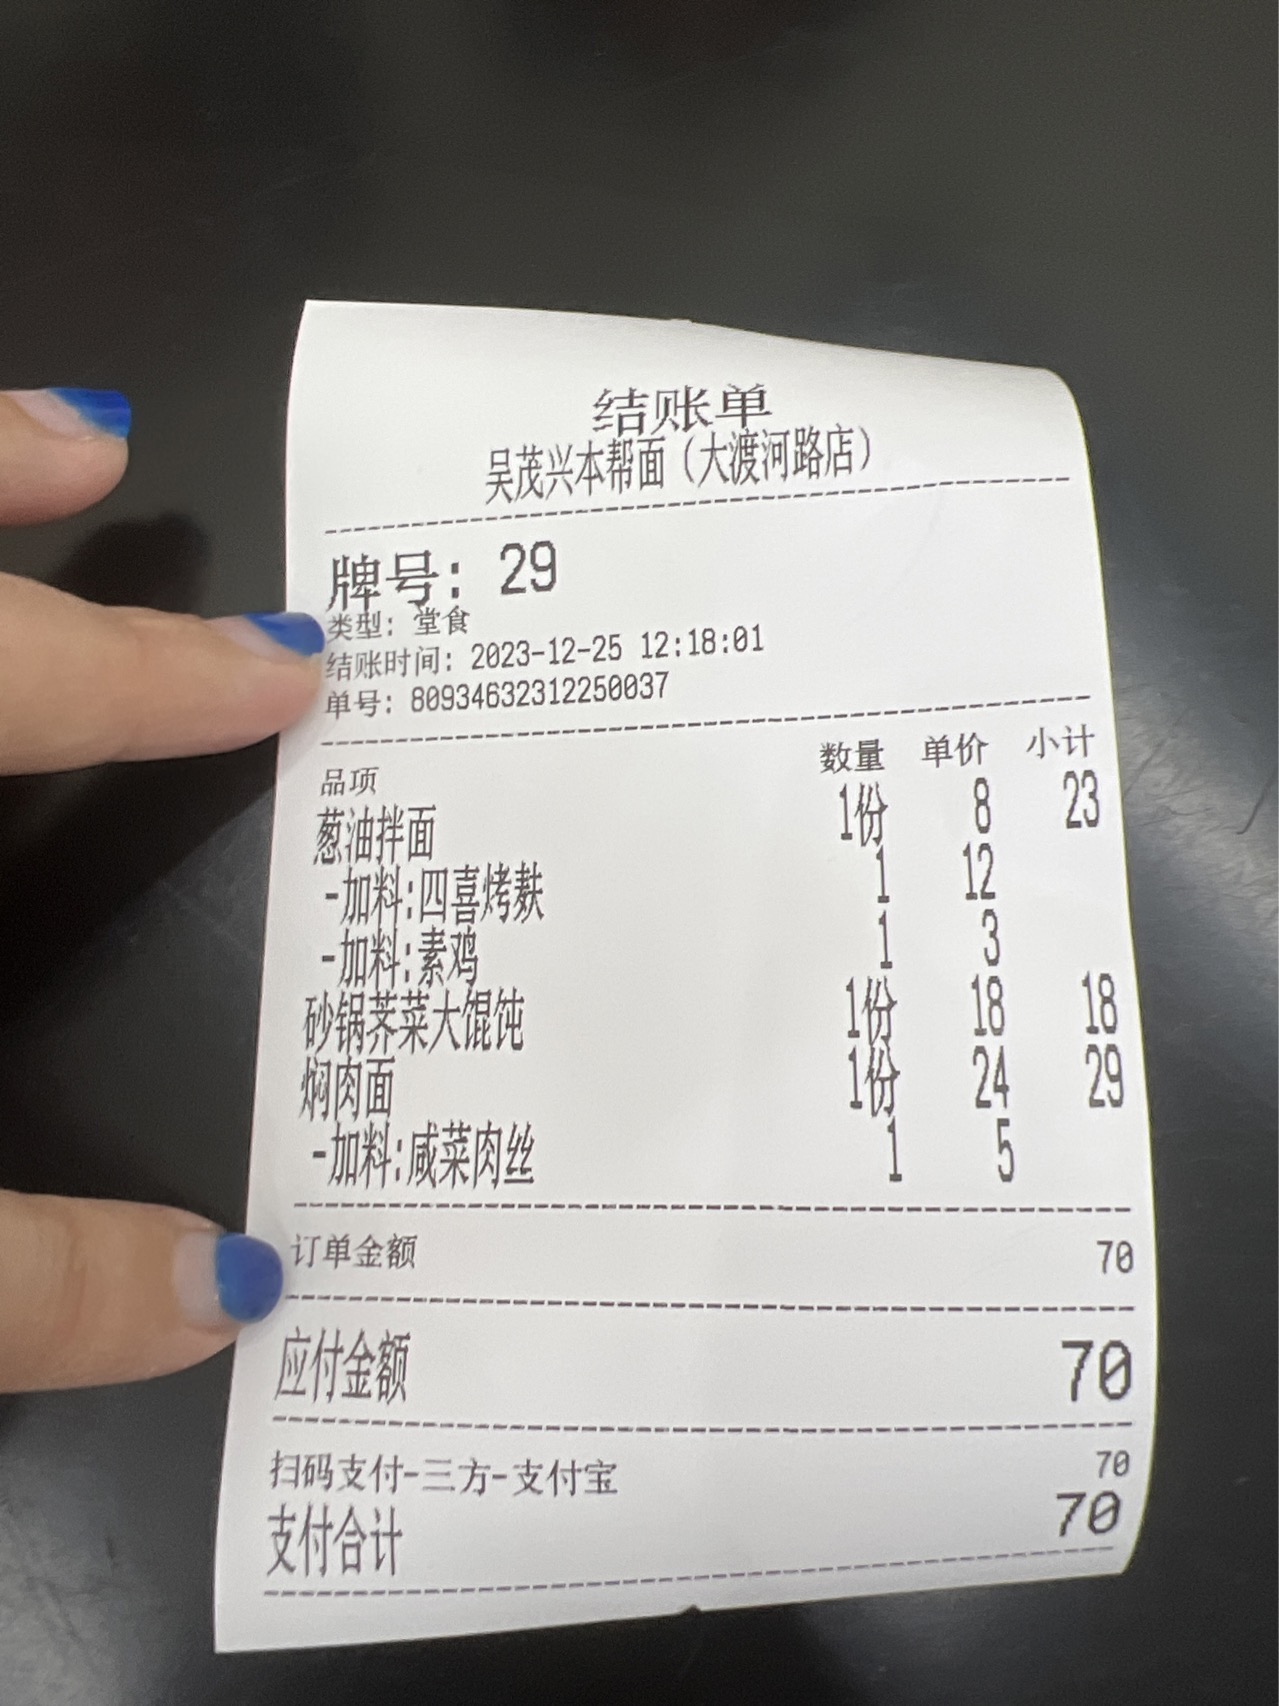 结账单
吴茂兴本帮面（大渡河路店）
牌号: 29
类型: 堂食
结账时间: 2023-12-25 12:18:01
单号: 80934632312250037
品项 数量 单价 小计
葱油拌面 1份 8 23
-加料:四喜烤麸 1 12
-加料:素鸡 1 3
砂锅荠菜大馄饨 1份 18 18
焖肉面 1份 24 29
-加料:咸菜肉丝 1 5
订单金额 70
应付金额 70
扫码支付-三方-支付宝 70
支付合计 70